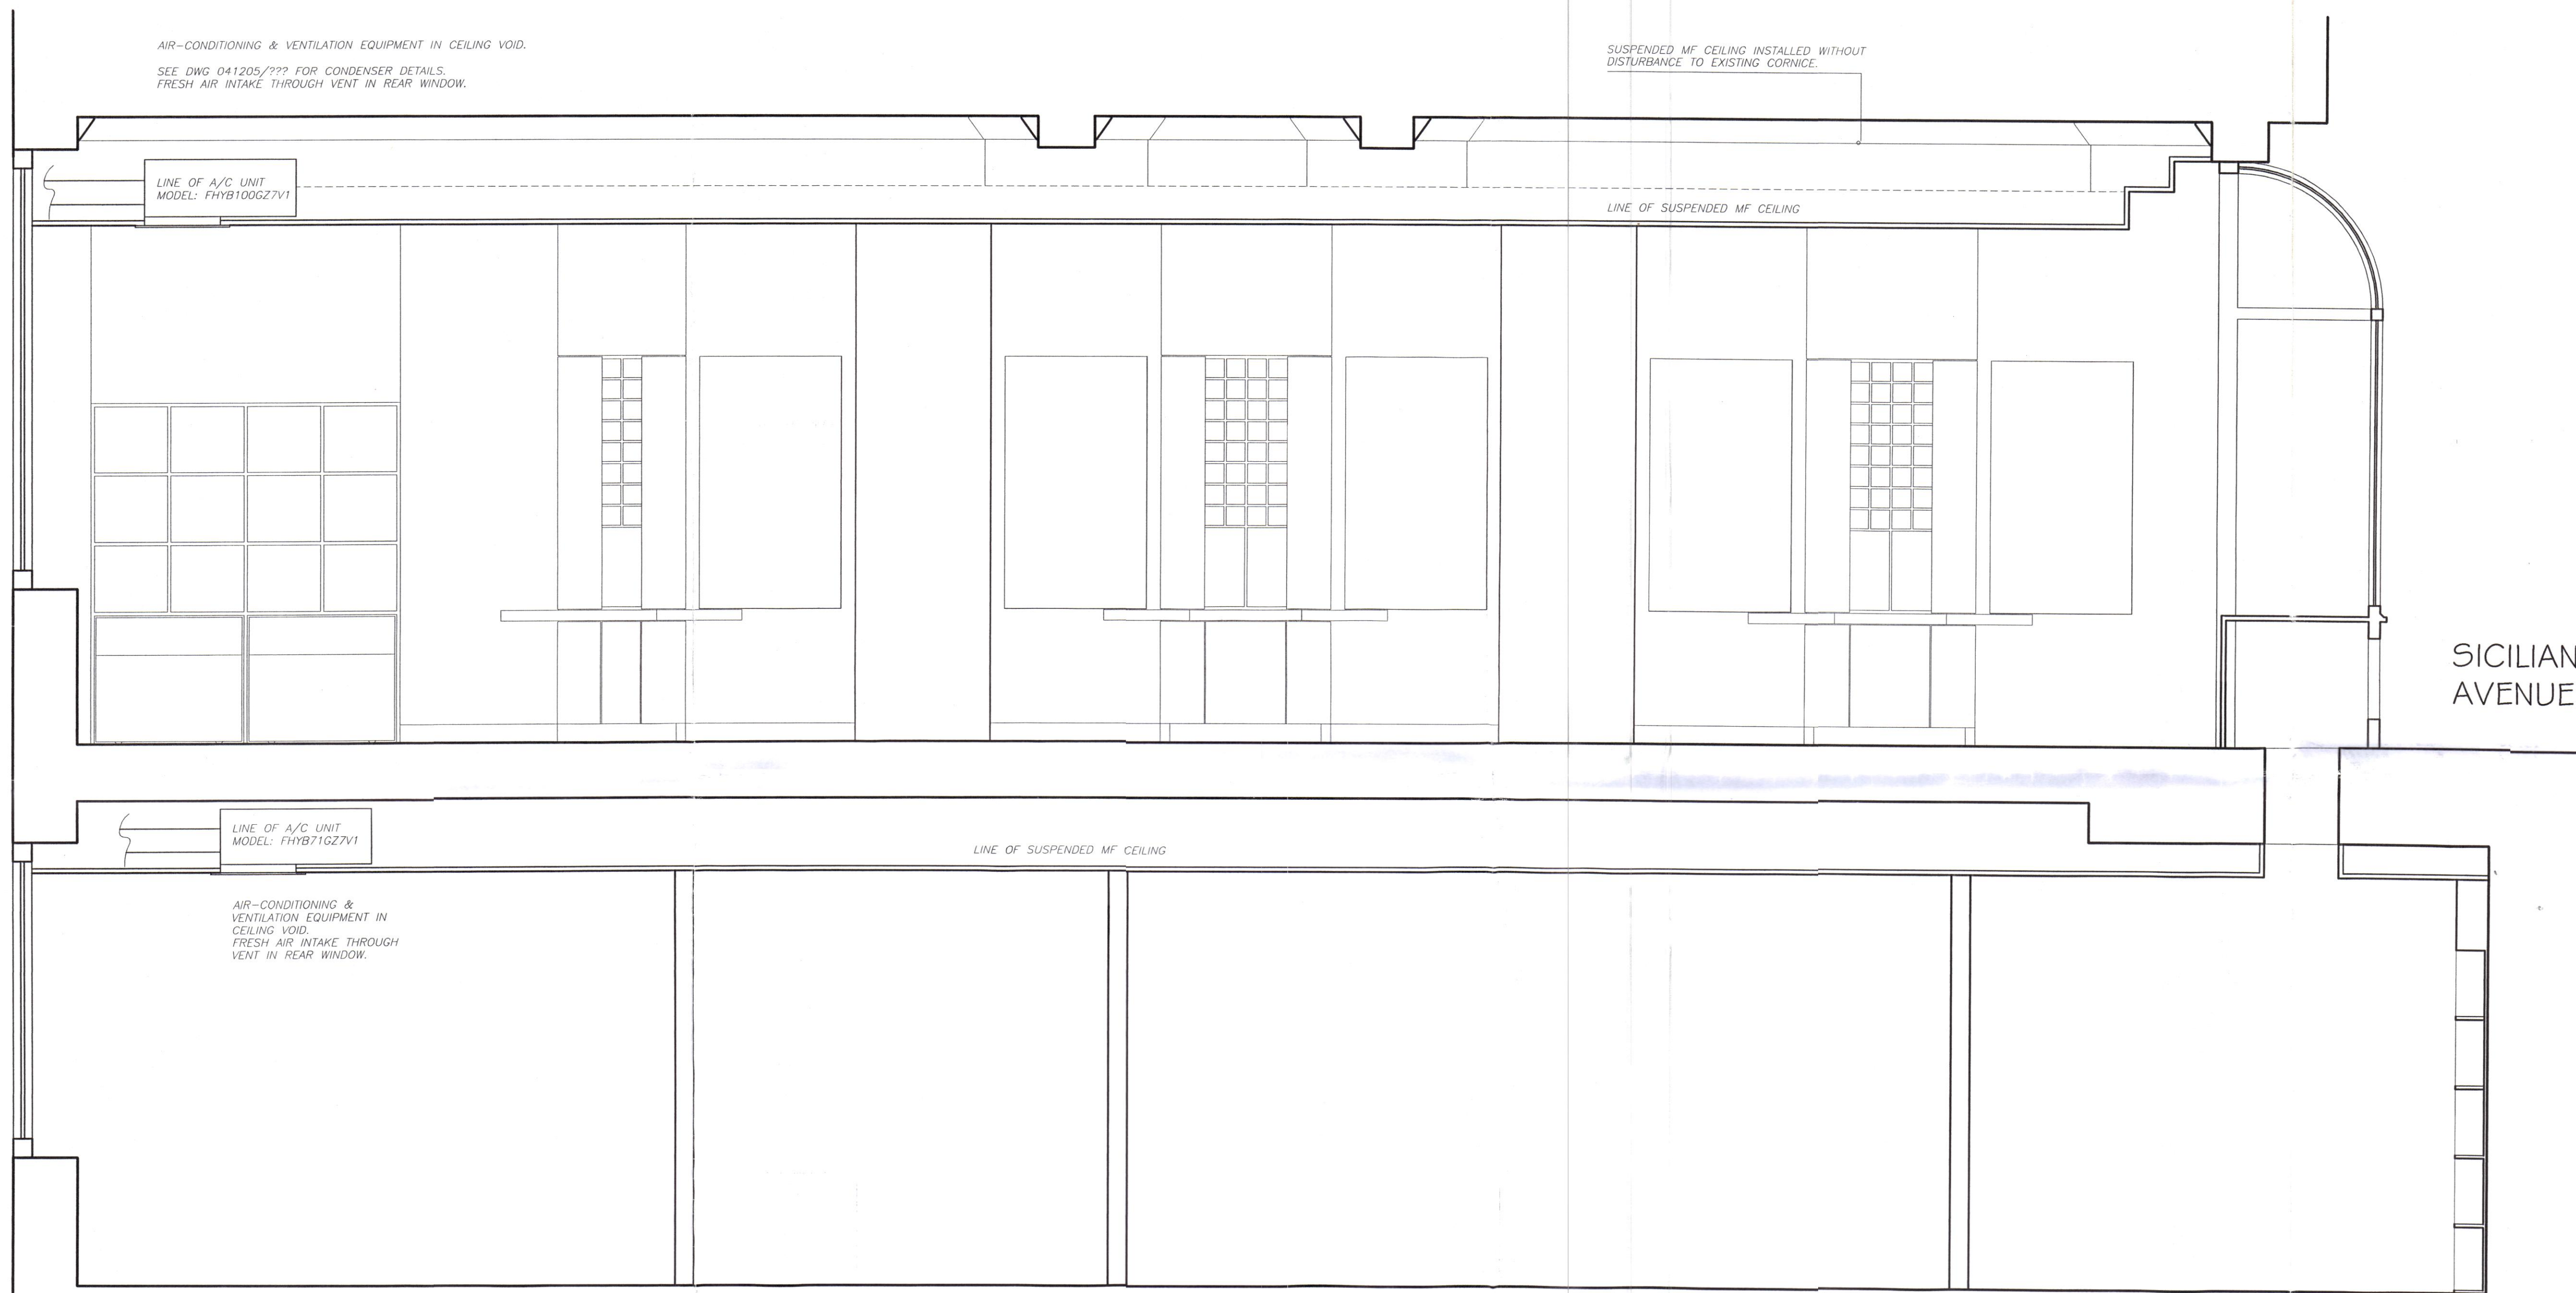 AIR-CONDITIONING & VENTILATION EQUIPMENT IN CEILING VOID.
SEE DWG 041205/??? FOR CONDENSER DETAILS.
FRESH AIR INTAKE THROUGH VENT IN REAR WINDOW.
SUSPENDED MF CEILING INSTALLED WITHOUT
DISTURBANCE TO EXISTING CORNICE.
LINE OF A/C UNIT
MODEL: FHYB100GZ7V1
LINE OF SUSPENDED MF CEILING
SICILIAN
AVENUE
LINE OF A/C UNIT
MODEL: FHYB71GZ7V1
LINE OF SUSPENDED MF CEILING
AIR-CONDITIONING &
VENTILATION EQUIPMENT IN
CEILING VOID.
FRESH AIR INTAKE THROUGH
VENT IN REAR WINDOW.